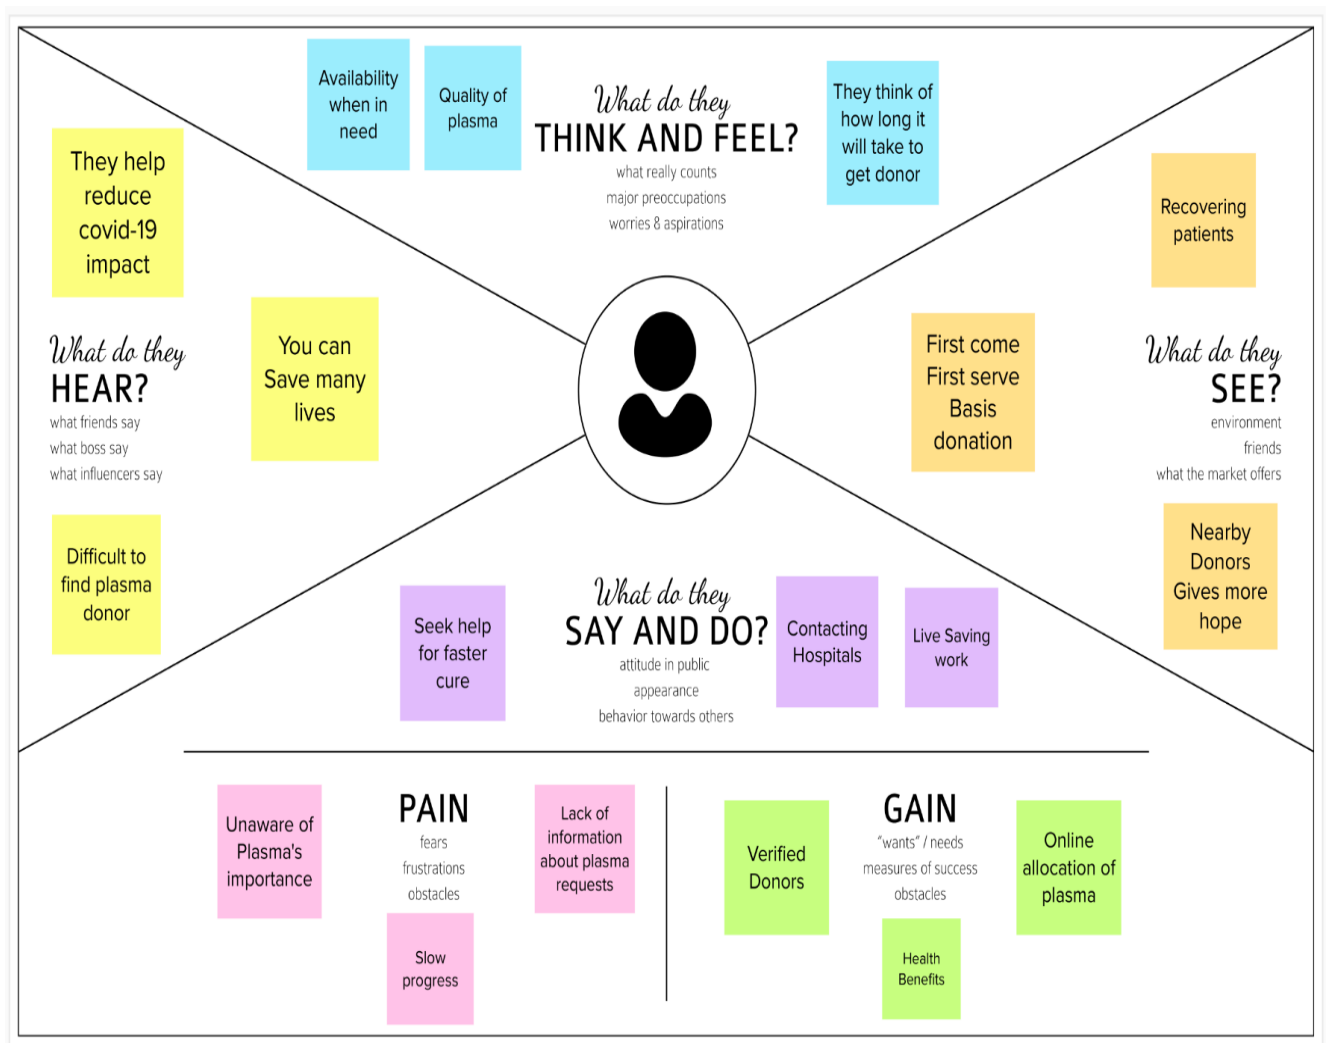 Availability
when in
need
Quality of
plasma
What do they
THINK AND FEEL?
what really counts
major preoccupations
worries & aspirations
They think of
how long it
will take to
get donor
They help
reduce
covid-19
impact
You can
Save many
lives
What do they
HEAR?
what friends say
what boss say
what influencers say
Difficult to
find plasma
donor
Recovering
patients
First come
First serve
Basis
donation
What do they
SEE?
environment
friends
what the market offers
Nearby
Donors
Gives more
hope
Seek help
for faster
cure
What do they
SAY AND DO?
attitude in public
appearance
behavior towards others
Contacting
Hospitals
Live Saving
work
Unaware of
Plasma's
importance
PAIN
fears
frustrations
obstacles
Lack of
information
about plasma
requests
Slow
progress
Verified
Donors
GAIN
"wants" / needs
measures of success
obstacles
Online
allocation of
plasma
Health
Benefits